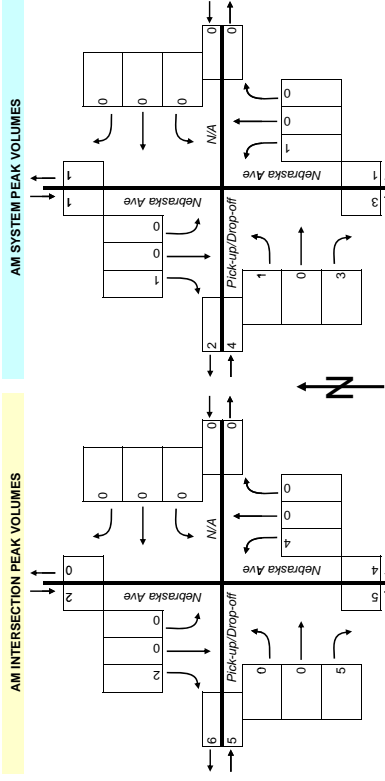 AM SYSTEM PEAK VOLUMES
1 1
0
0
0
0
0
N/A
Nebraska Ave
1 0 0
2
4
Pick-up/Drop-off
1
0
3
1 0 0
Nebraska Ave
3 1
N
AM INTERSECTION PEAK VOLUMES
2 0
0
0
0
0
0
N/A
Nebraska Ave
2 0 0
6
5
Pick-up/Drop-off
0
0
5
4 0 0
Nebraska Ave
5 4